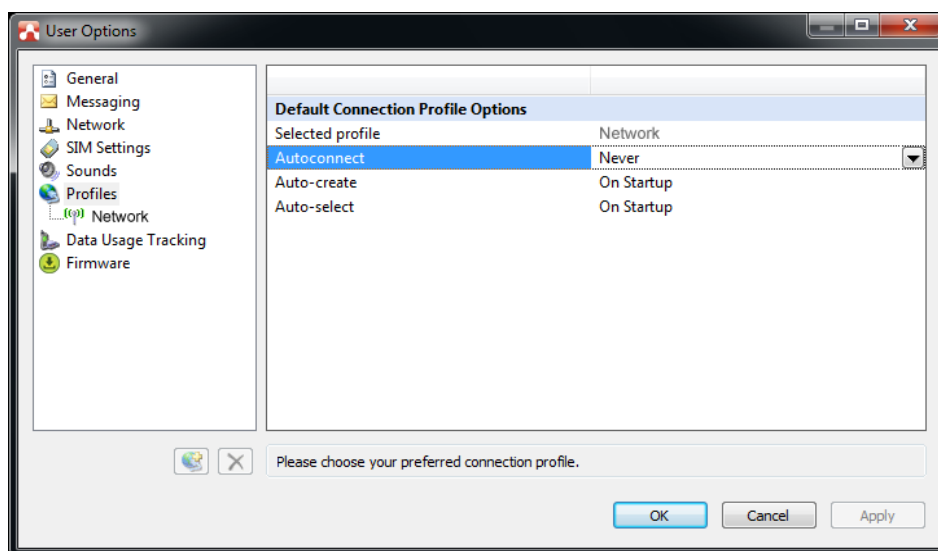 User Options
General
Messaging
Network
SIM Settings
Sounds
Profiles
Network
Data Usage Tracking
Firmware
Default Connection Profile Options
Selected profile Network
Autoconnect Never
Auto-create On Startup
Auto-select On Startup
Please choose your preferred connection profile.
OK Cancel Apply